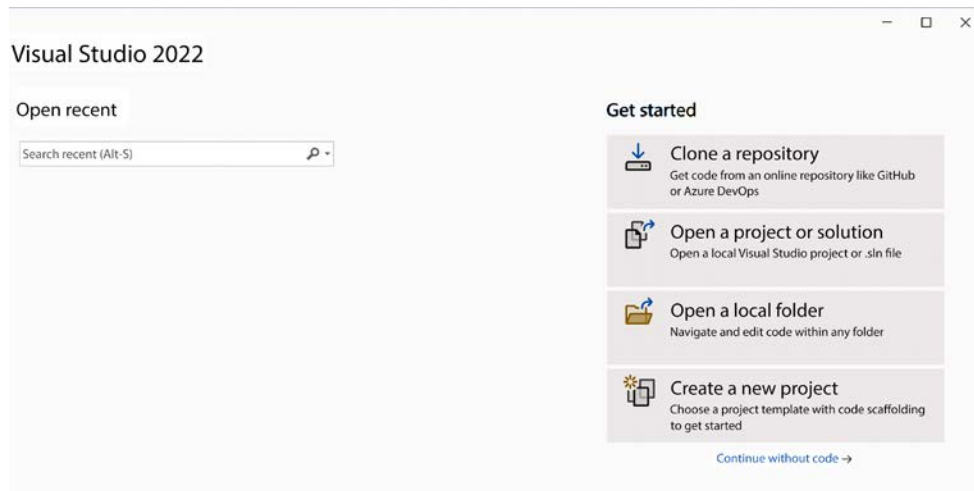 Visual Studio 2022
Open recent
Search recent (Alt-S)
Get started
Clone a repository
Get code from an online repository like GitHub
or Azure DevOps
Open a project or solution
Open a local Visual Studio project or .sln file
Open a local folder
Navigate and edit code within any folder
Create a new project
Choose a project template with code scaffolding
to get started
Continue without code →